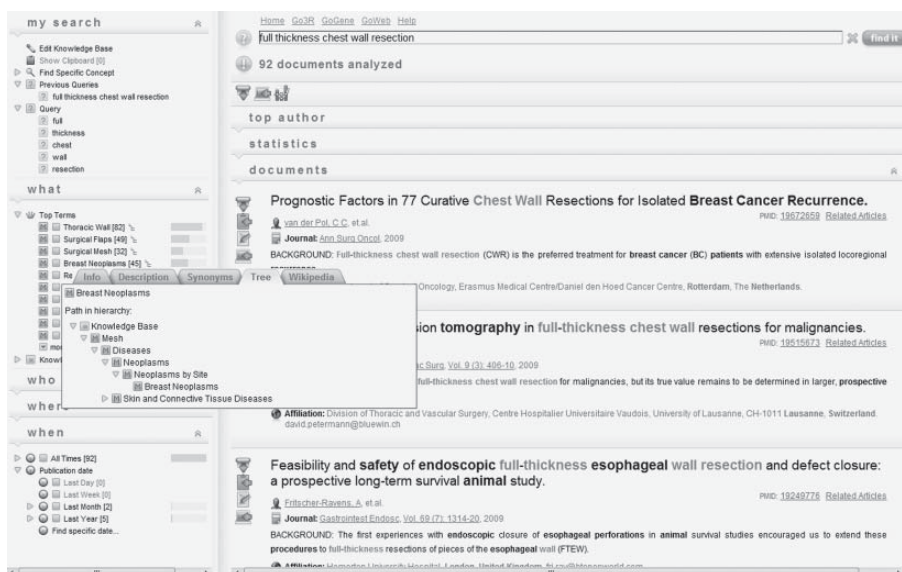 my search
Edit Knowledge Base
Show Clipboard [0]
Find Specific Concept
Previous Queries
full thickness chest wall resection
Query
full
thickness
chest
wall
resection
what
Top Terms
Thoracic Wall [82]
Surgical Flaps [49]
Surgical Mesh [32]
Breast Neoplasms [45]
Re
Info Description Synonyms Tree Wikipedia
Breast Neoplasms
Path in hierarchy:
Knowledge Base
Mesh
Diseases
Neoplasms
Neoplasms by Site
Breast Neoplasms
Skin and Connective Tissue Diseases
Knowl
who
where
when
All Times [92]
Publication date
Last Day [0]
Last Week [0]
Last Month [2]
Last Year [5]
Find specific date...
Home Go3R GoGene GoWeb Help
full thickness chest wall resection
find it
92 documents analyzed
top author
statistics
documents
Prognostic Factors in 77 Curative Chest Wall Resections for Isolated Breast Cancer Recurrence.
PMID: 19672659 Related Articles
van der Pol, C C, et.al.
Journal: Ann Surg Oncol, 2009
BACKGROUND: Full-thickness chest wall resection (CWR) is the preferred treatment for breast cancer (BC) patients with extensive isolated locoregional
Oncology, Erasmus Medical Centre/Daniel den Hoed Cancer Centre, Rotterdam, The Netherlands.
sion tomography in full-thickness chest wall resections for malignancies.
PMID: 19515673 Related Articles
ac Surg, Vol. 9 (3): 406-10, 2009
full-thickness chest wall resection for malignancies, but its true value remains to be determined in larger, prospective
Affiliation: Division of Thoracic and Vascular Surgery, Centre Hospitalier Universitaire Vaudois, University of Lausanne, CH-1011 Lausanne, Switzerland.
david.petermann@bluewin.ch
Feasibility and safety of endoscopic full-thickness esophageal wall resection and defect closure:
a prospective long-term survival animal study.
PMID: 19249776 Related Articles
Fritscher-Ravens, A, et.al.
Journal: Gastrointest Endosc, Vol. 69 (7): 1314-20, 2009
BACKGROUND: The first experiences with endoscopic closure of esophageal perforations in animal survival studies encouraged us to extend these
procedures to full-thickness resections of pieces of the esophageal wall (FTEW).
Affiliation: Homerton University Hospital, London, United Kingdom.